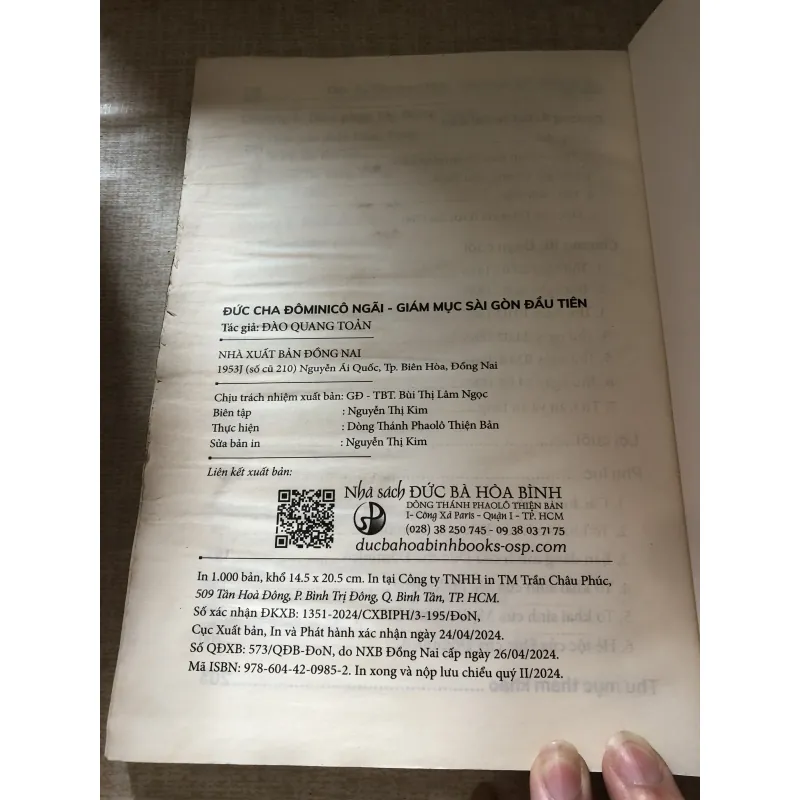 ĐỨC CHA ĐÔMINICÔ NGÃI - GIÁM MỤC SÀI GÒN ĐẦU TIÊN
Tác giả: ĐÀO QUANG TOẢN
NHÀ XUẤT BẢN ĐỒNG NAI
1953J (số cũ 210) Nguyễn Ái Quốc, Tp. Biên Hòa, Đồng Nai
Chịu trách nhiệm xuất bản: GĐ - TBT. Bùi Thị Lâm Ngọc
Biên tập : Nguyễn Thị Kim
Thực hiện : Dòng Thánh Phaolô Thiện Bản
Sửa bản in : Nguyễn Thị Kim
Liên kết xuất bản:
Nhà sách ĐỨC BÀ HÒA BÌNH
DÒNG THÁNH PHAOLÔ THIỆN BẢN
1- Công Xã Paris - Quận 1 - TP. HCM
(028) 38 250 745 - 09 38 03 71 75
ducbahoabinhbooks-osp.com
In 1.000 bản, khổ 14.5 x 20.5 cm. In tại Công ty TNHH in TM Trần Châu Phúc,
509 Tân Hoà Đông, P. Bình Trị Đông, Q. Bình Tân, TP. HCM.
Số xác nhận ĐKXB: 1351-2024/CXBIPH/3-195/ĐoN,
Cục Xuất bản, In và Phát hành xác nhận ngày 24/04/2024.
Số QĐXB: 573/QĐB-ĐoN, do NXB Đồng Nai cấp ngày 26/04/2024.
Mã ISBN: 978-604-42-0985-2. In xong và nộp lưu chiểu quý II/2024.